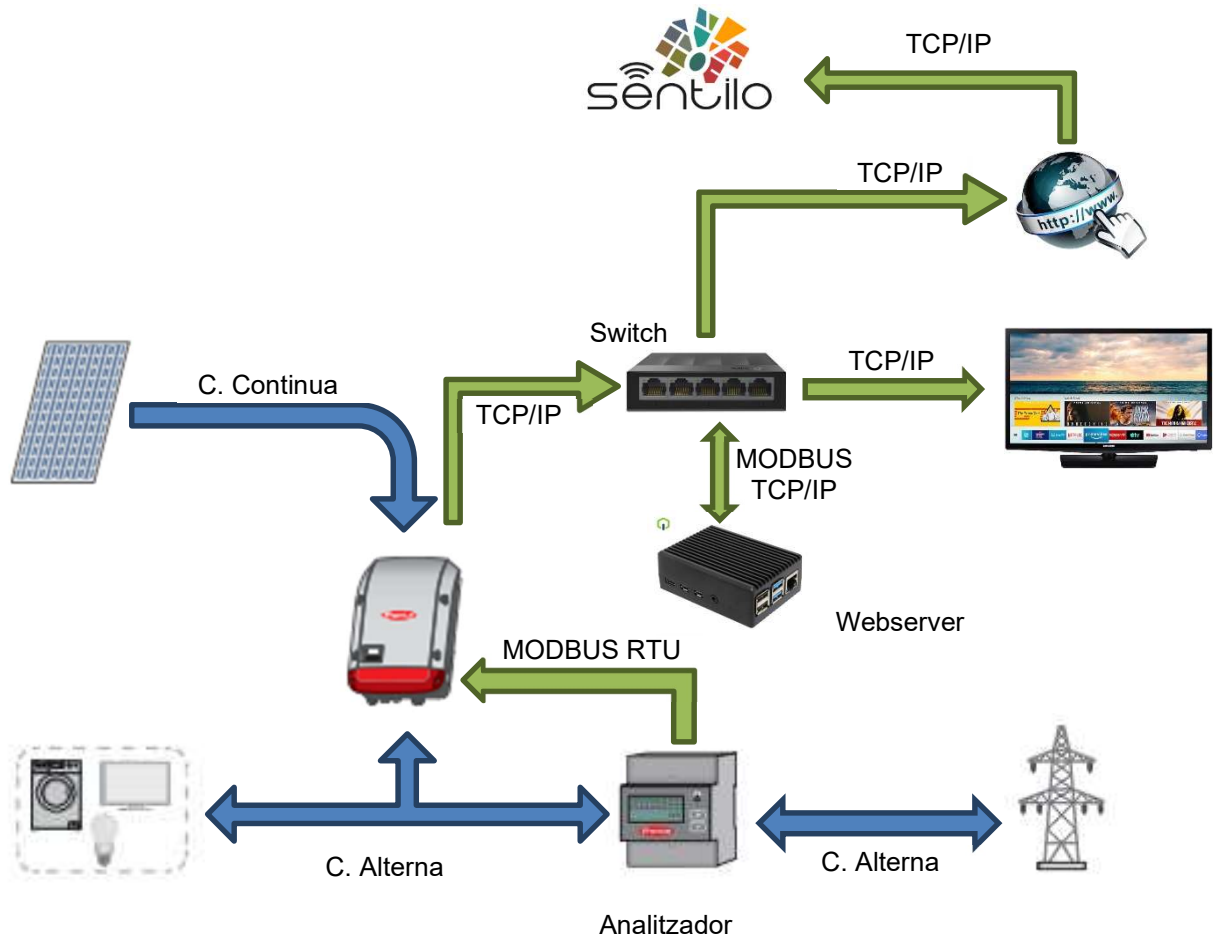 TCP/IP
sentilo
TCP/IP
http://www.
Switch
TCP/IP
C. Continua
TCP/IP
MODBUS
TCP/IP
Webserver
MODBUS RTU
C. Alterna
C. Alterna
Analitzador